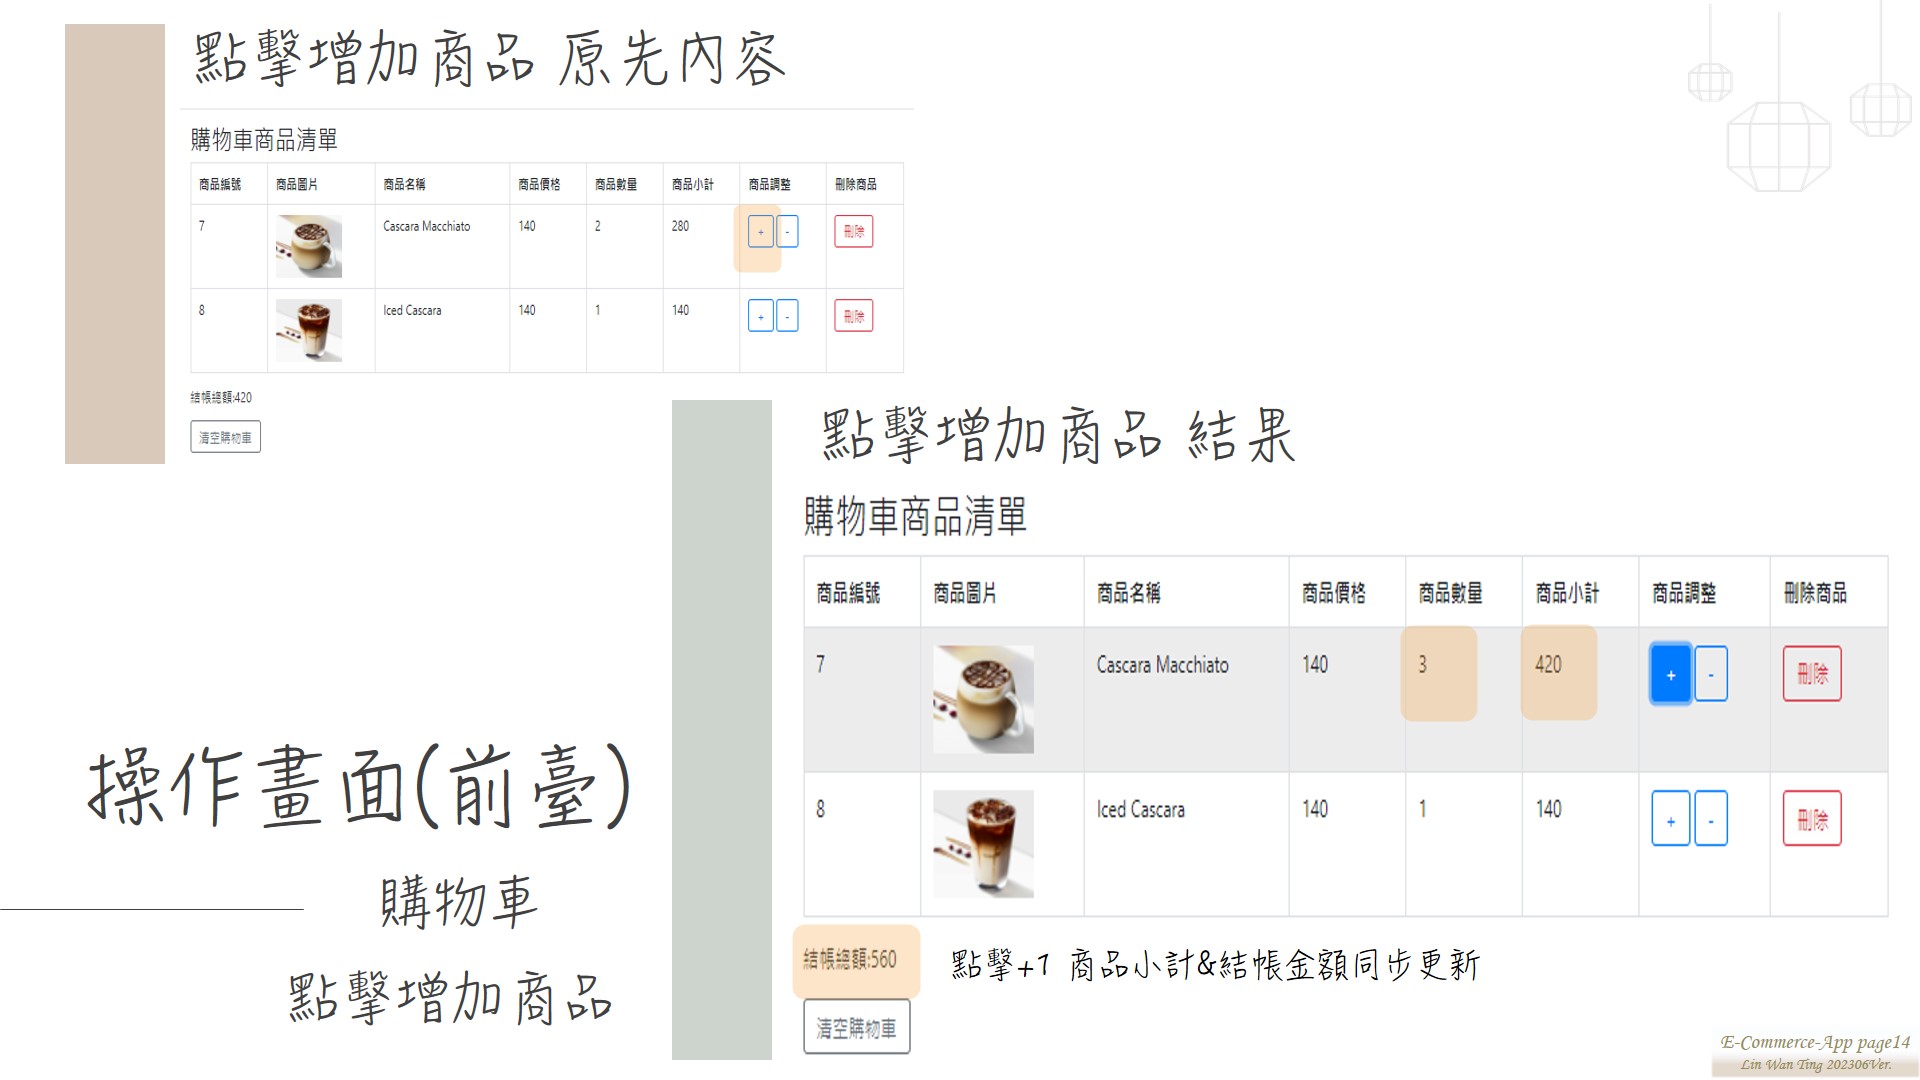 點擊增加商品 原先內容
購物車商品清單
商品編號 商品圖片 商品名稱 商品價格 商品數量 商品小計 商品調整 刪除商品
7 Cascara Macchiato 140 2 280 + - 刪除
8 Iced Cascara 140 1 140 + - 刪除
結帳總額:420
清空購物車
點擊增加商品 結果
購物車商品清單
商品編號 商品圖片 商品名稱 商品價格 商品數量 商品小計 商品調整 刪除商品
7 Cascara Macchiato 140 3 420 + - 刪除
8 Iced Cascara 140 1 140 + - 刪除
結帳總額:560
點擊+1 商品小計&結帳金額同步更新
清空購物車
操作畫面(前臺)
購物車
點擊增加商品
E-Commerce-App page14
Lin Wan Ting 202306Ver.